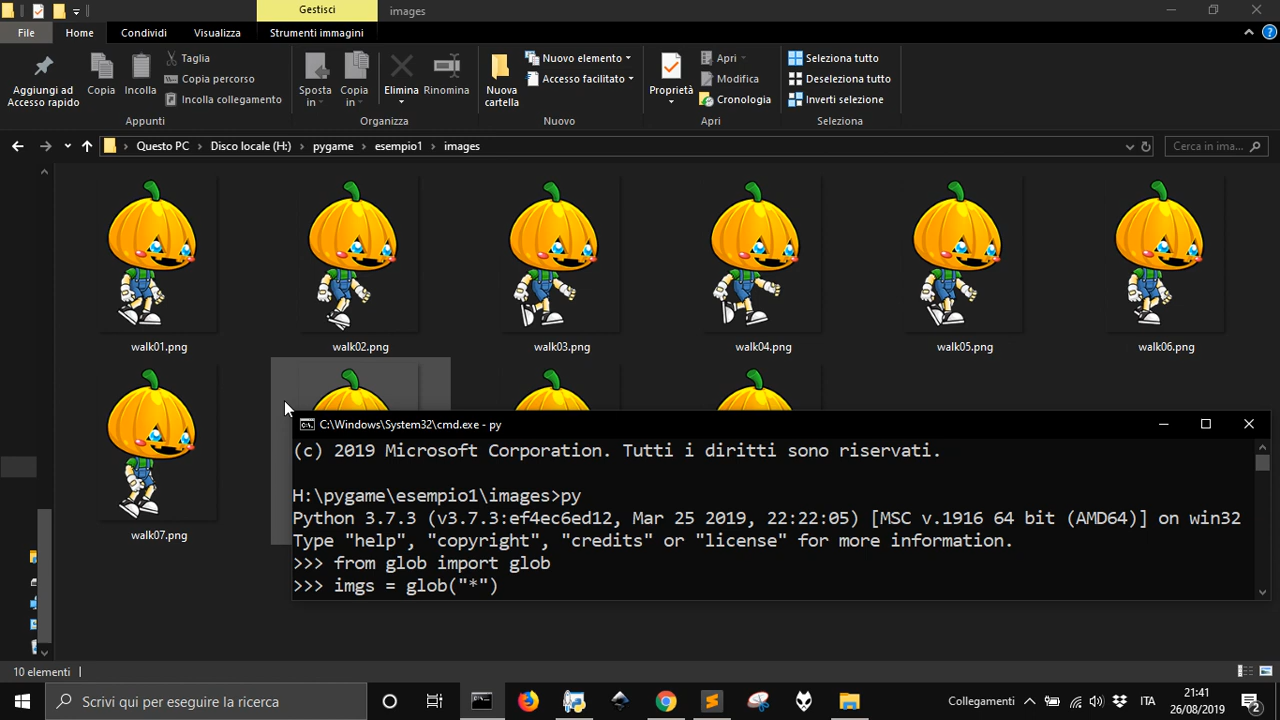 Gestisci
images
File
Home
Condividi
Visualizza
Strumenti immagini
Aggiungi ad
Accesso rapido
Copia
Incolla
Taglia
Copia percorso
Incolla collegamento
Appunti
Sposta
in
Copia
in
Elimina
Rinomina
Organizza
Nuova
cartella
Nuovo elemento
Accesso facilitato
Nuovo
Proprietà
Apri
Modifica
Cronologia
Apri
Seleziona tutto
Deseleziona tutto
Inverti selezione
Seleziona
Questo PC
Disco locale (H:)
pygame
esempio1
images
Cerca in ima...
walk01.png
walk02.png
walk03.png
walk04.png
walk05.png
walk06.png
walk07.png
C:\Windows\System32\cmd.exe - py
(c) 2019 Microsoft Corporation. Tutti i diritti sono riservati.
H:\pygame\esempio1\images>py
Python 3.7.3 (v3.7.3:ef4ec6ed12, Mar 25 2019, 22:22:05) [MSC v.1916 64 bit (AMD64)] on win32
Type "help", "copyright", "credits" or "license" for more information.
>>> from glob import glob
>>> imgs = glob("*")
10 elementi
Scrivi qui per eseguire la ricerca
Collegamenti
ITA
21:41
26/08/2019
2